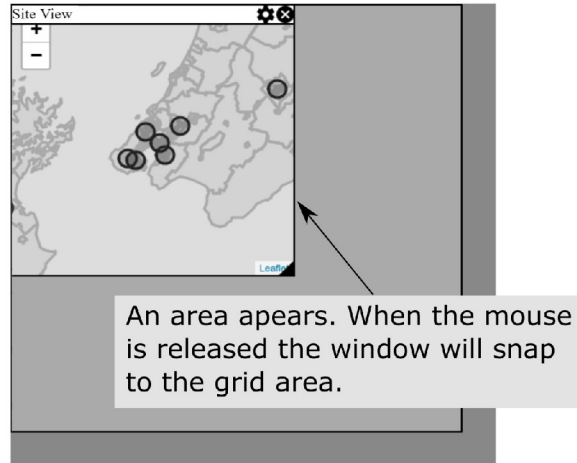 Site View
+
−
Leaflet
An area apears. When the mouse
is released the window will snap
to the grid area.